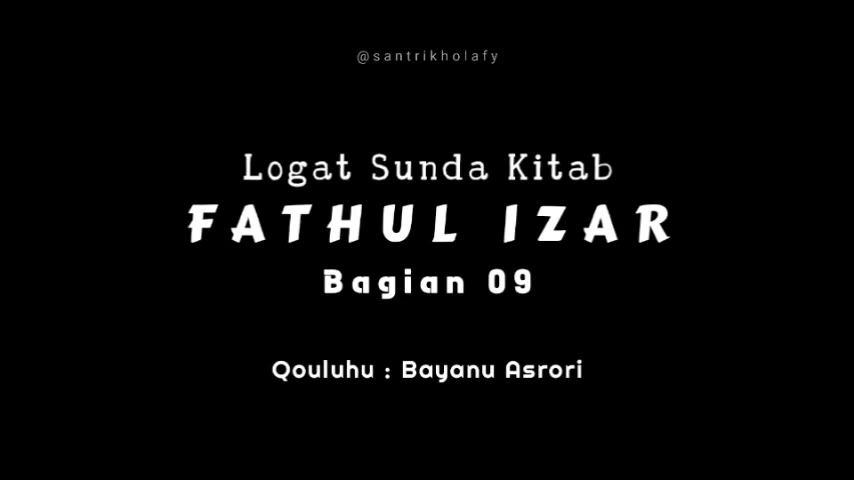 @santrikholafy
Logat Sunda Kitab
FATHUL IZAR
Bagian 09
Qouluhu : Bayanu Asrori